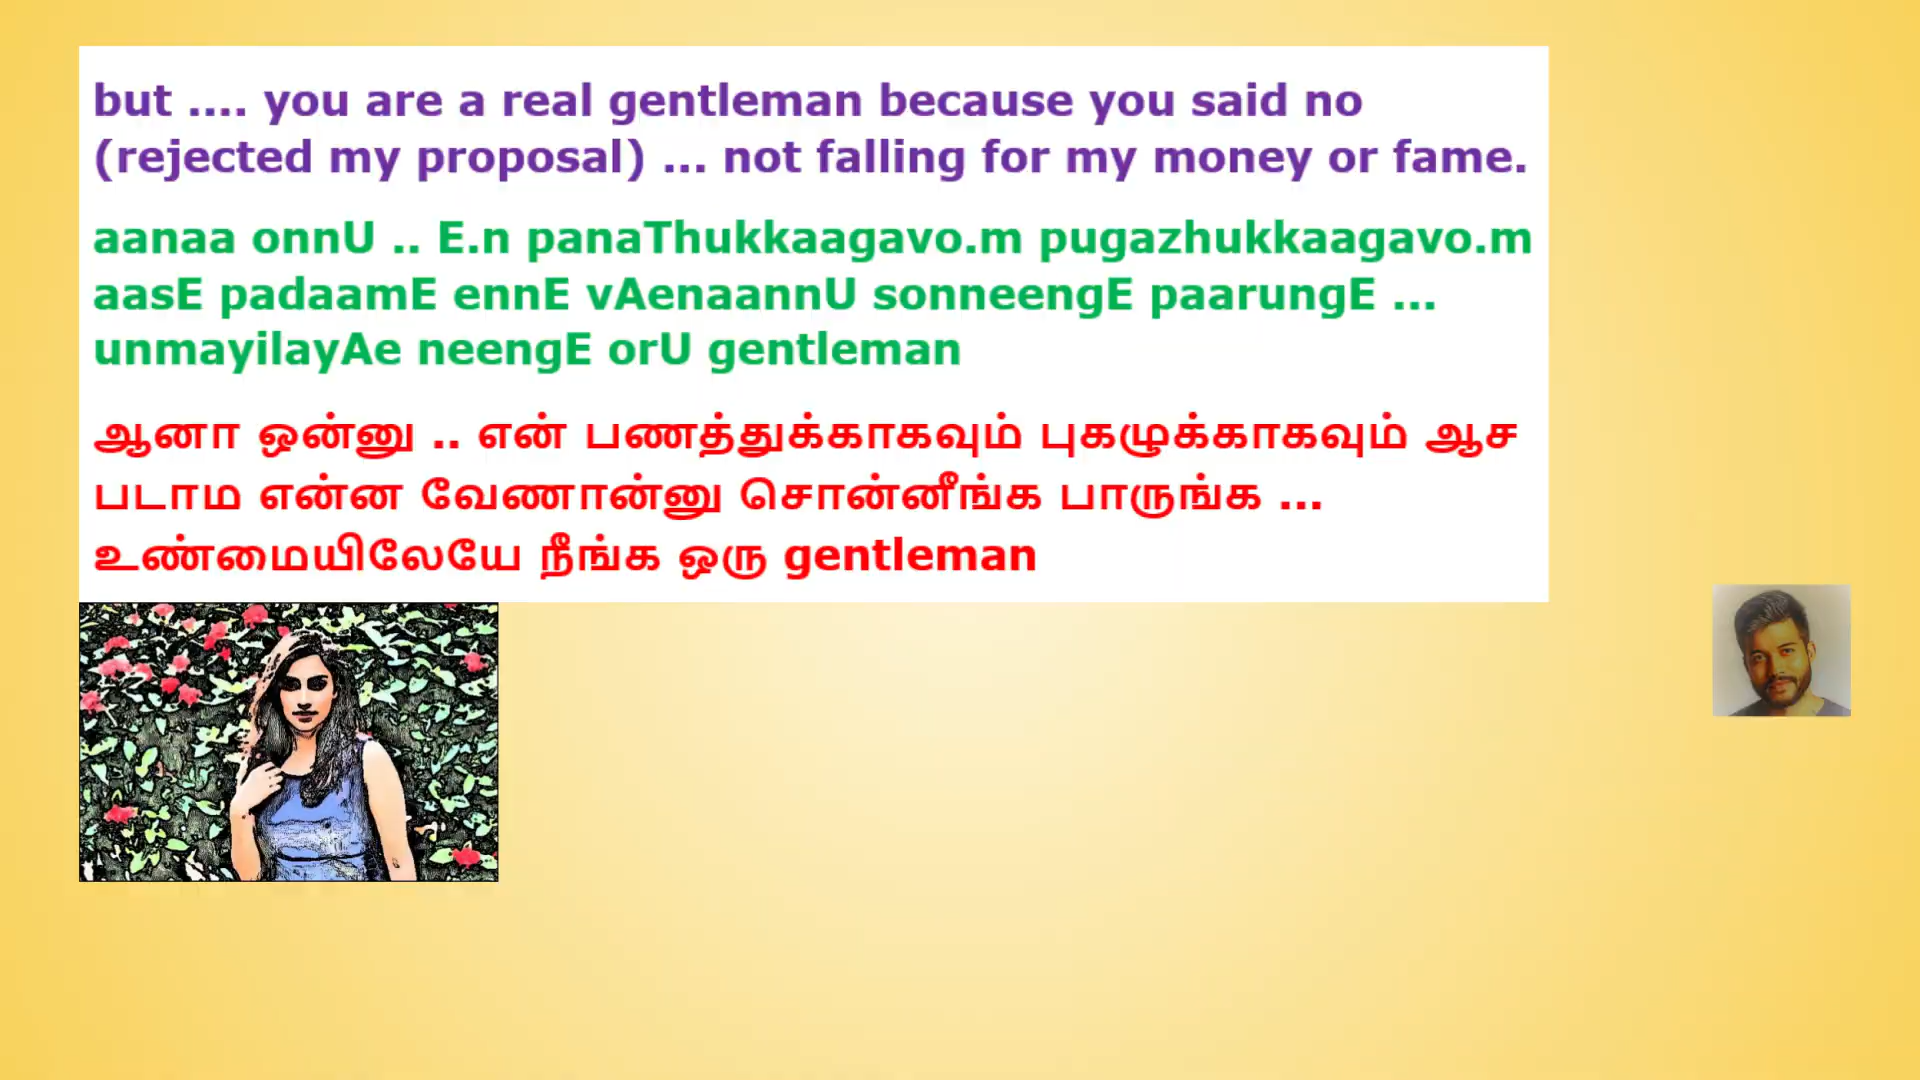 but .... you are a real gentleman because you said no
(rejected my proposal) ... not falling for my money or fame.
aanaa onnU .. E.n panaThukkaagavo.m pugazhukkaagavo.m
aasE padaamE ennE vAenaannU sonneengE paarungE ...
unmayilayAe neengE orU gentleman
ஆனா ஒன்னு .. என் பணத்துக்காகவும் புகழுக்காகவும் ஆச
படாம என்ன வேணான்னு சொன்னீங்க பாருங்க ...
உண்மையிலேயே நீங்க ஒரு gentleman